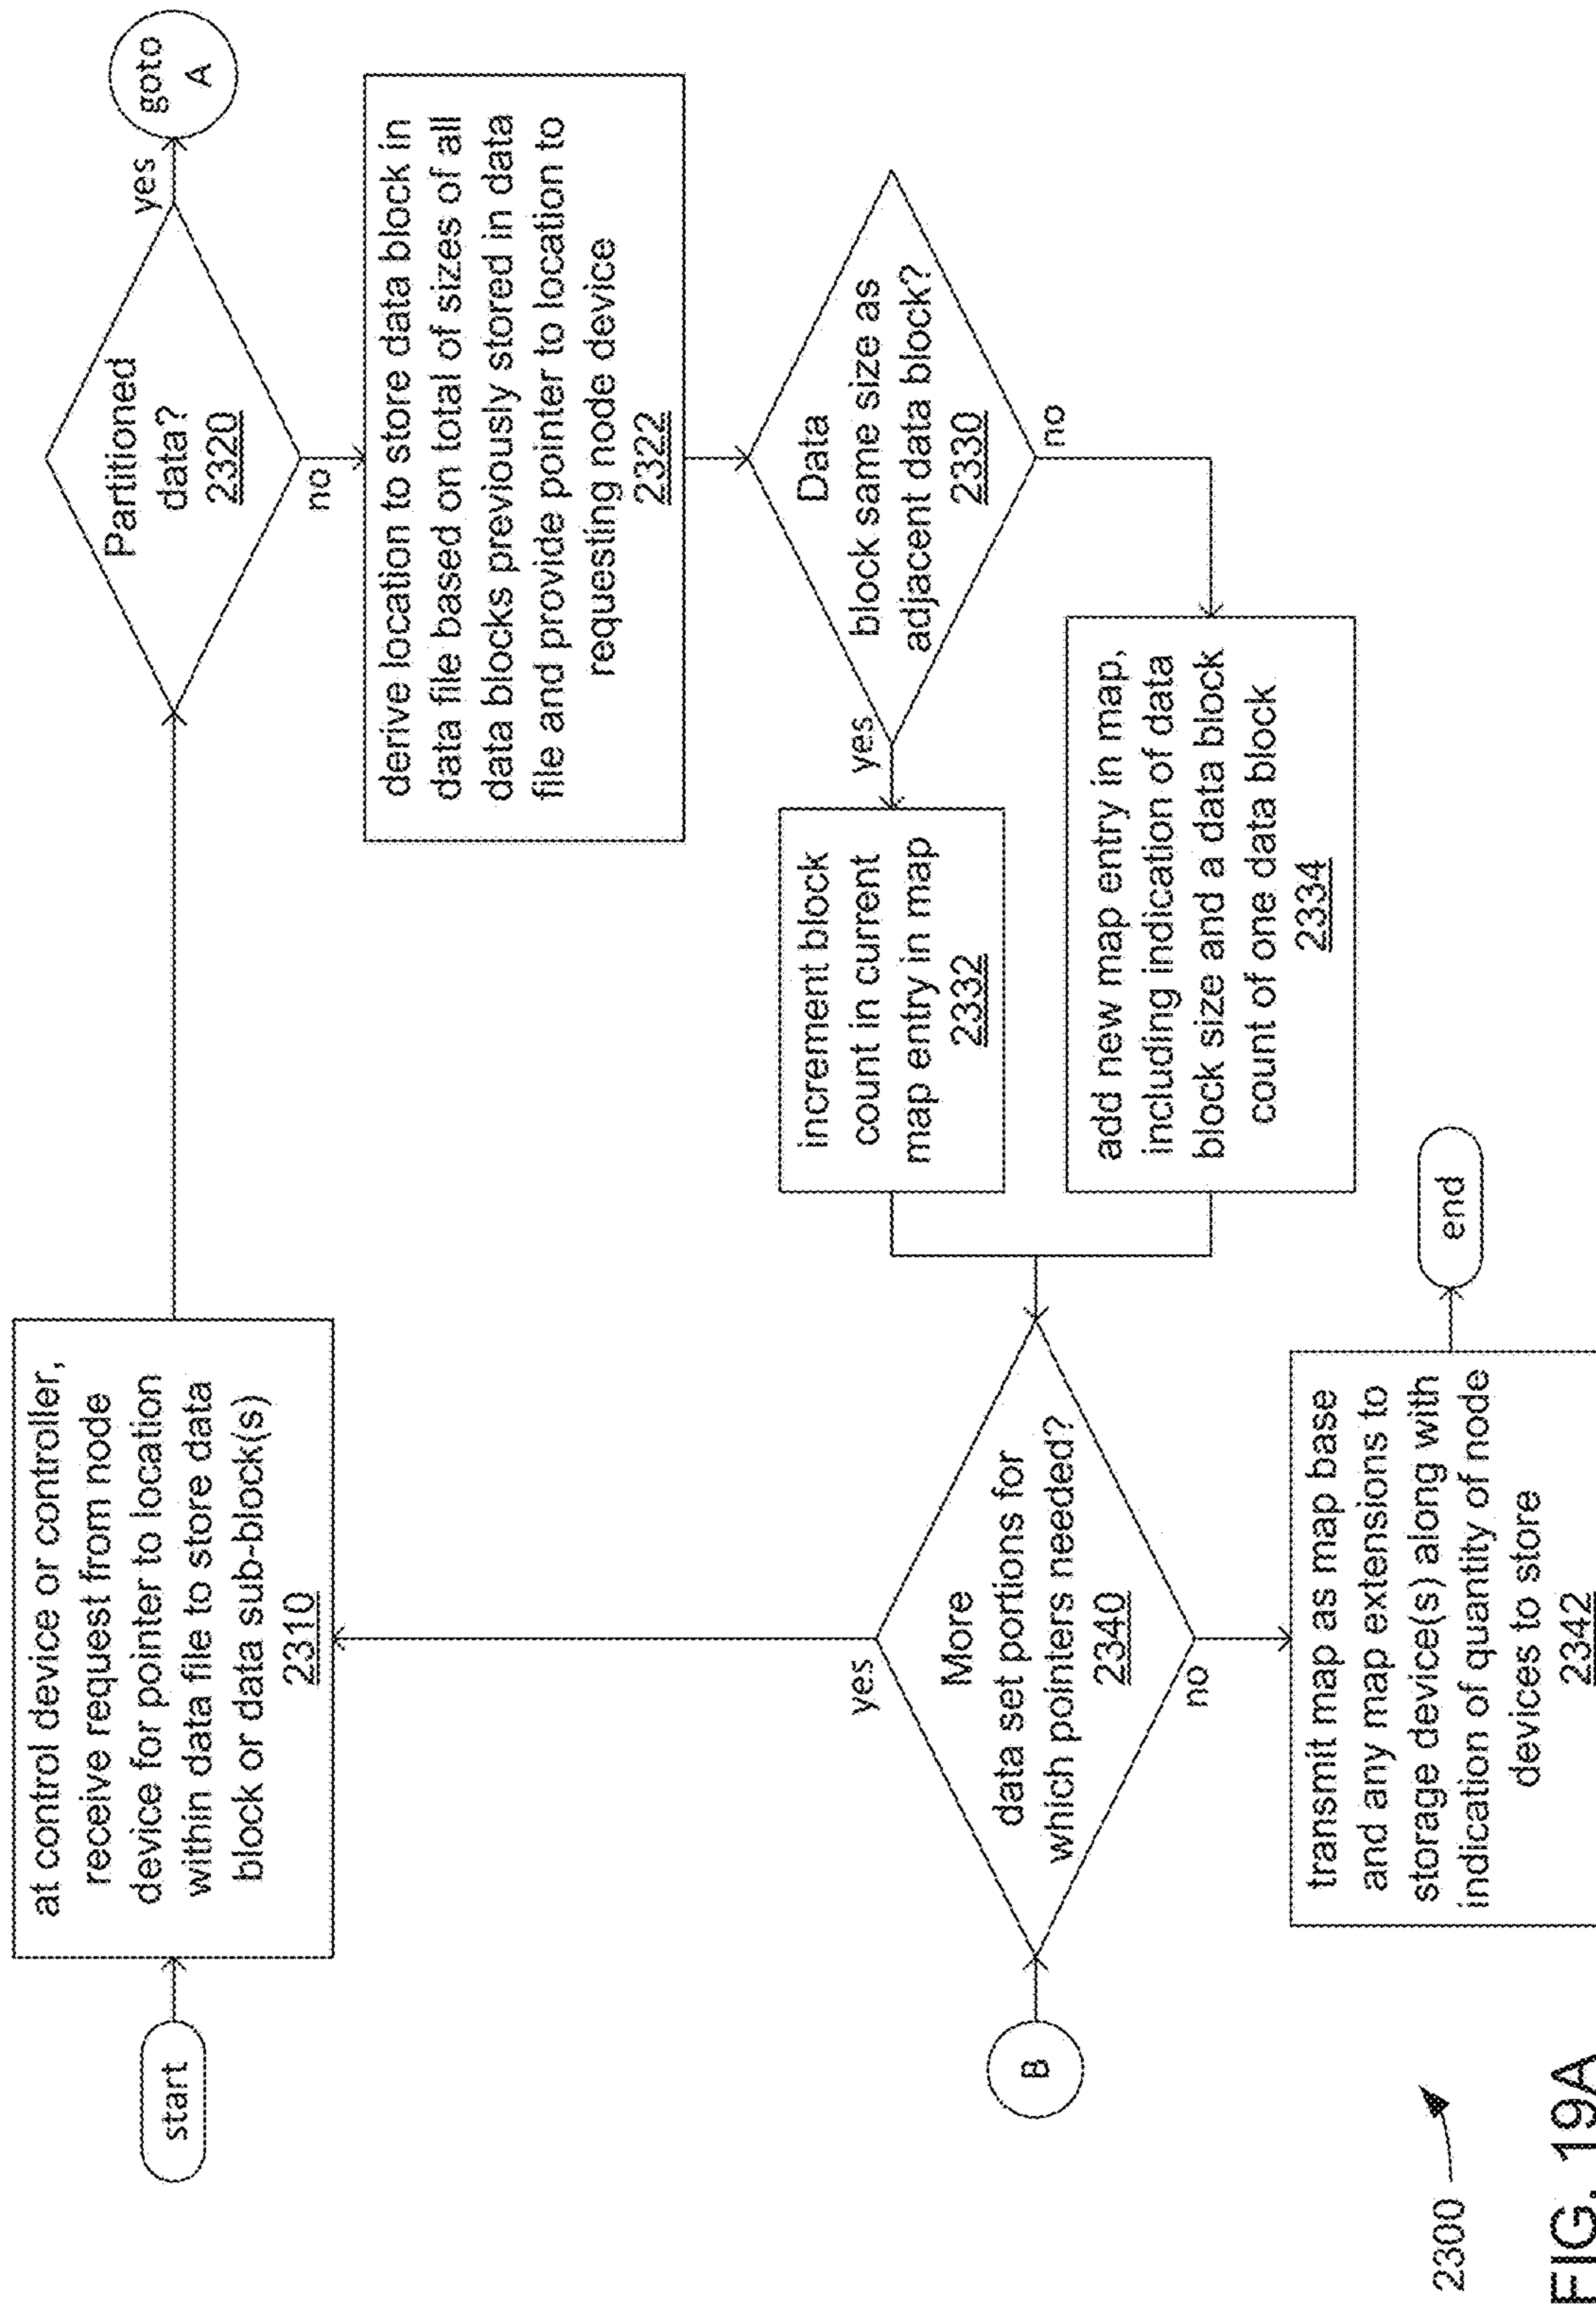 start
at control device or controller,
receive request from node
device for pointer to location
within data file to store data
block or data sub-block(s)
2310
Partitioned
data?
2320
yes
goto
A
no
derive location to store data block in
data file based on total of sizes of all
data blocks previously stored in data
file and provide pointer to location to
requesting node device
2322
Data
block same size as
adjacent data block?
2330
yes
no
increment block
count in current
map entry in map
2332
add new map entry in map,
including indication of data
block size and a data block
count of one data block
2334
B
More
data set portions for
which pointers needed?
2340
yes
no
transmit map as map base
and any map extensions to
storage device(s) along with
indication of quantity of node
devices to store
2342
end
2300
FIG. 19A